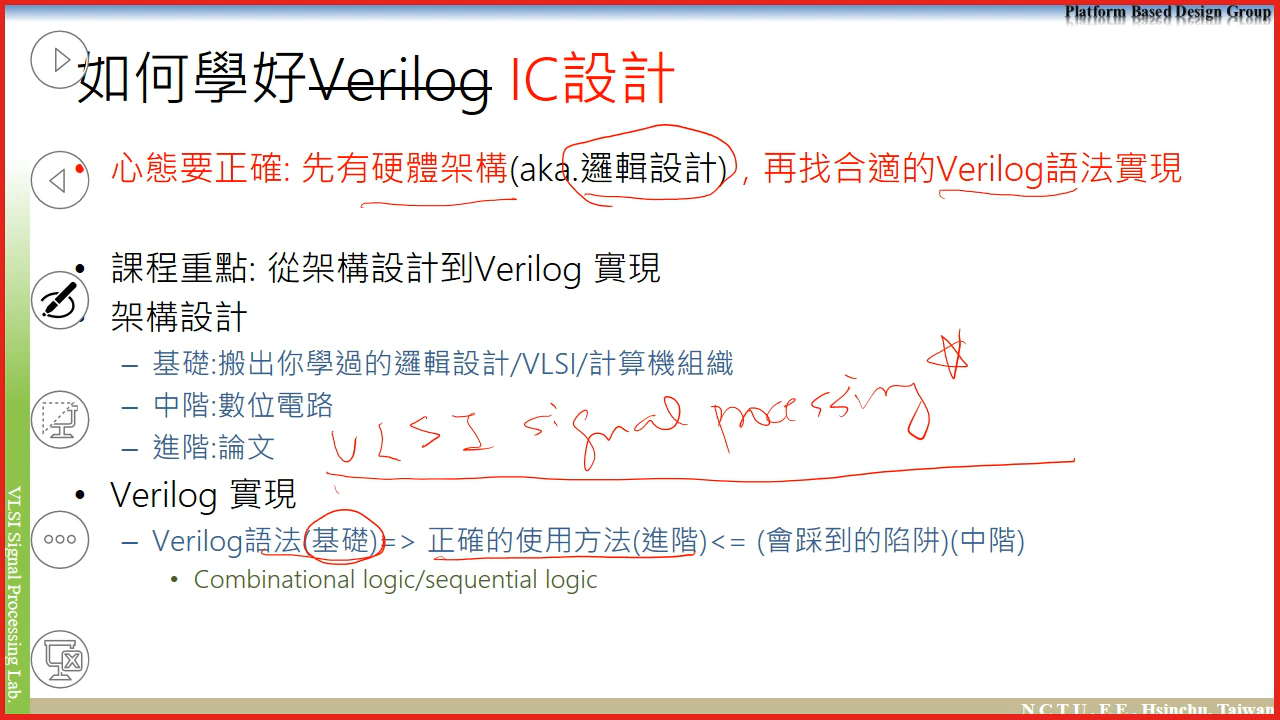 Platform Based Design Group
如何學好Verilog IC設計
• 心態要正確: 先有硬體架構(aka.邏輯設計)，再找合適的Verilog語法實現
• 課程重點: 從架構設計到Verilog 實現
架構設計
– 基礎:搬出你學過的邏輯設計/VLSI/計算機組織
– 中階:數位電路
– 進階:論文
VLSI signal processing
• Verilog 實現
– Verilog語法(基礎)=> 正確的使用方法(進階)<= (會踩到的陷阱)(中階)
• Combinational logic/sequential logic
VLSI Signal Processing Lab.
N C T U . E E , Hsinchu, Taiwan